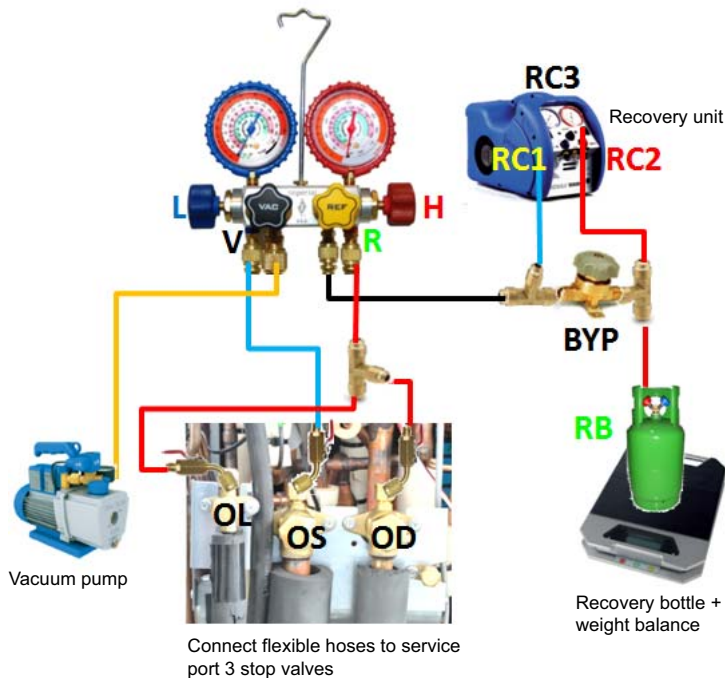 RC3
Recovery unit
RC1
RC2
L
VAC
REF
H
V
R
BYP
RB
OL
OS
OD
Vacuum pump
Recovery bottle +
weight balance
Connect flexible hoses to service
port 3 stop valves